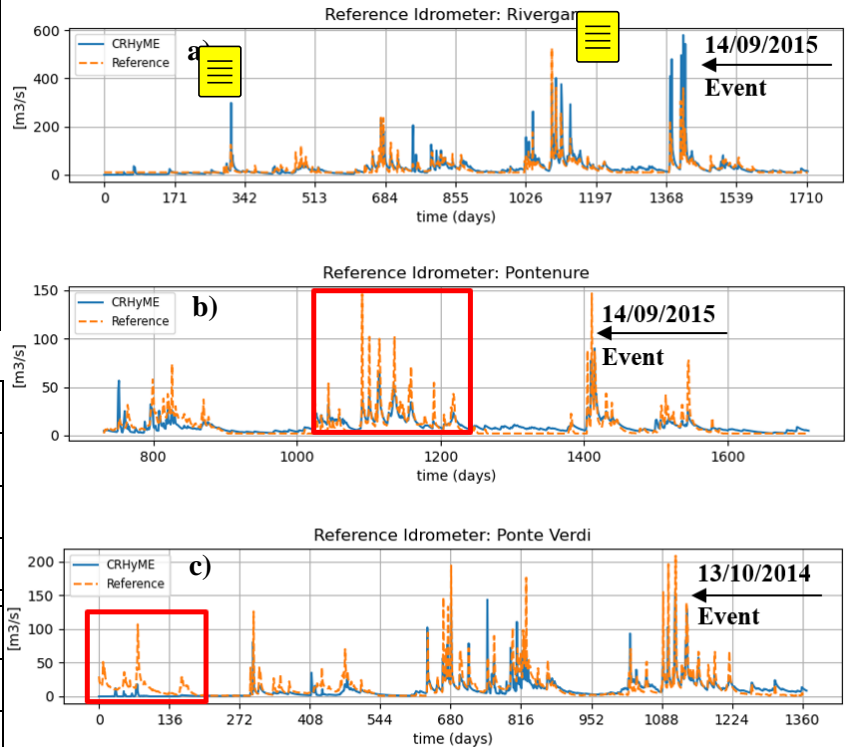 Reference Idrometer: Rivergar
600
400
200
0
[m3/s]
CRHyME
Reference
a)
14/09/2015
Event
0 171 342 513 684 855 1026 1197 1368 1539 1710
time (days)
Reference Idrometer: Pontenure
150
100
50
0
[m3/s]
CRHyME
Reference
b)
14/09/2015
Event
800 1000 1200 1400 1600
time (days)
Reference Idrometer: Ponte Verdi
200
150
100
50
0
[m3/s]
CRHyME
Reference
c)
13/10/2014
Event
0 136 272 408 544 680 816 952 1088 1224 1360
time (days)